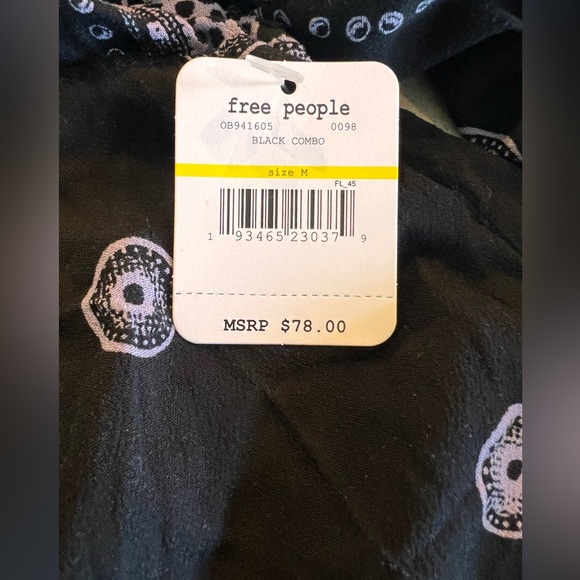 free people
OB941605 0098
BLACK COMBO
size M
FL_45
1 93465 23037 9
MSRP $78.00